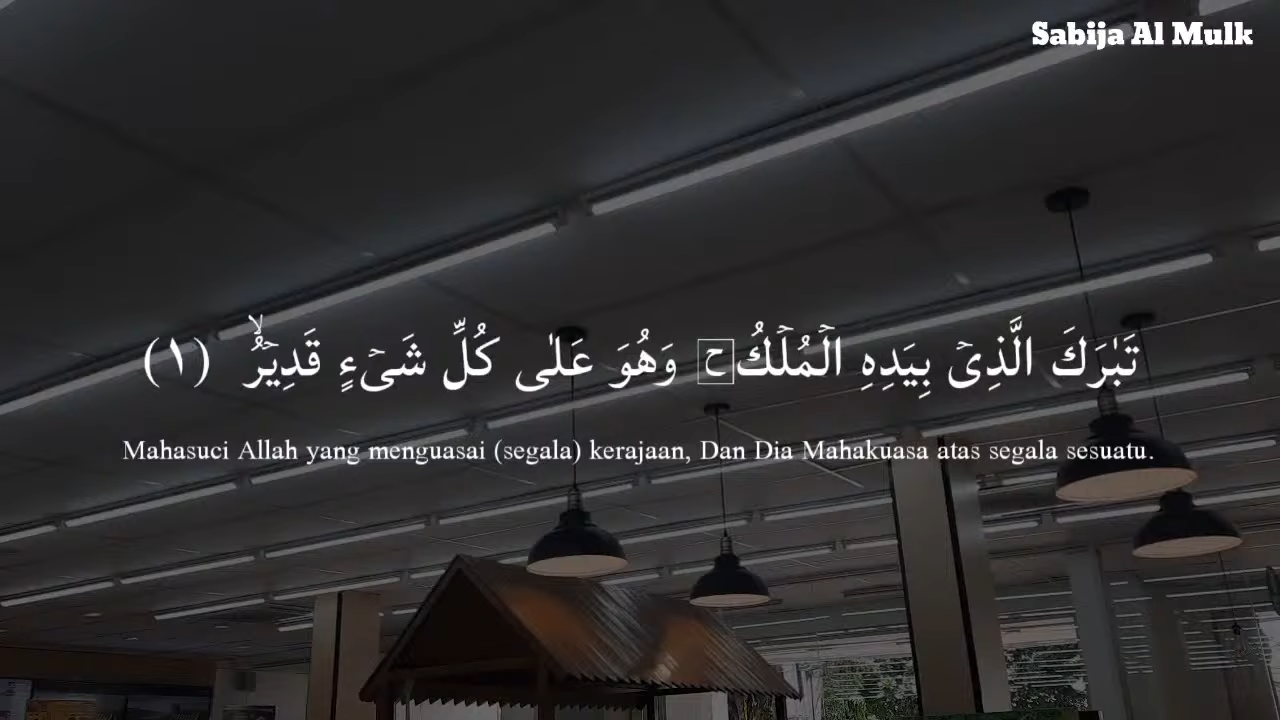 Sabija Al Mulk
تَبٰرَكَ الَّذِيۡ بِيَدِهِ الۡمُلۡكُ ۚ وَهُوَ عَلٰى كُلِّ شَىۡءٍ قَدِيۡرُۨ ۙ (١)
Mahasuci Allah yang menguasai (segala) kerajaan, Dan Dia Mahakuasa atas segala sesuatu.